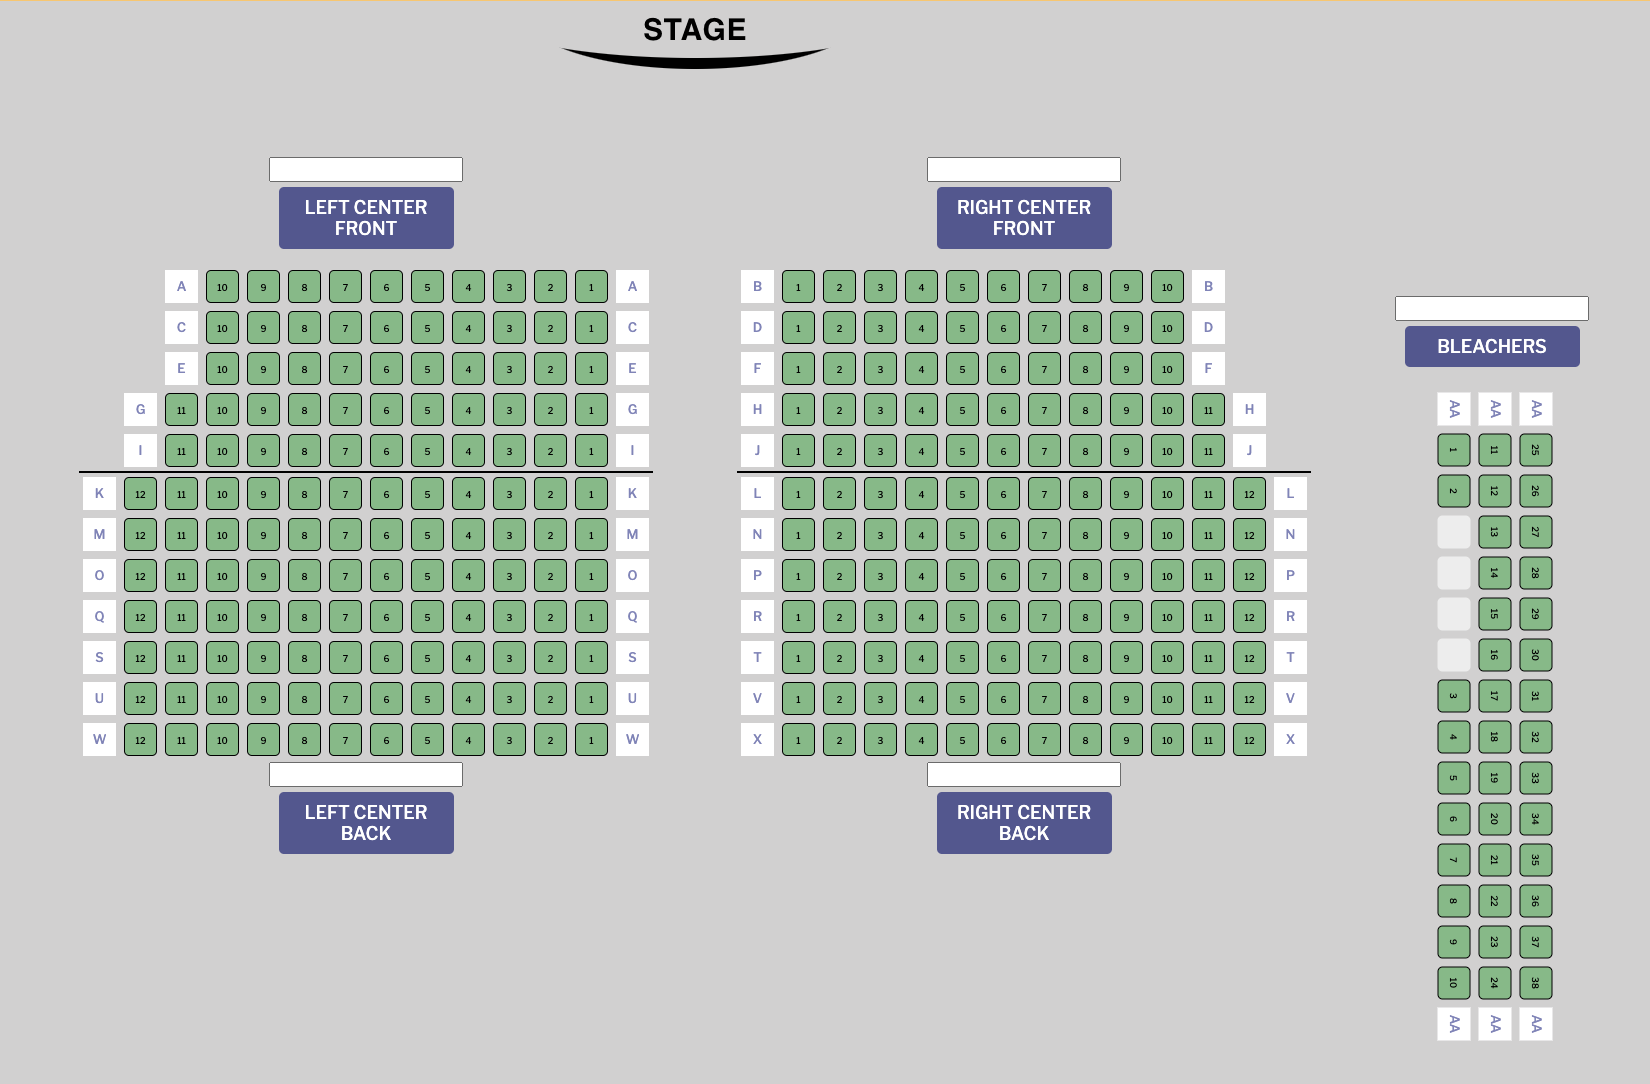 STAGE
LEFT CENTER
FRONT
RIGHT CENTER
FRONT
A 10 9 8 7 6 5 4 3 2 1 A
B 1 2 3 4 5 6 7 8 9 10 B
C 10 9 8 7 6 5 4 3 2 1 C
D 1 2 3 4 5 6 7 8 9 10 D
E 10 9 8 7 6 5 4 3 2 1 E
F 1 2 3 4 5 6 7 8 9 10 F
G 11 10 9 8 7 6 5 4 3 2 1 G
H 1 2 3 4 5 6 7 8 9 10 11 H
I 11 10 9 8 7 6 5 4 3 2 1 I
J 1 2 3 4 5 6 7 8 9 10 11 J
K 12 11 10 9 8 7 6 5 4 3 2 1 K
L 1 2 3 4 5 6 7 8 9 10 11 12 L
M 12 11 10 9 8 7 6 5 4 3 2 1 M
N 1 2 3 4 5 6 7 8 9 10 11 12 N
O 12 11 10 9 8 7 6 5 4 3 2 1 O
P 1 2 3 4 5 6 7 8 9 10 11 12 P
Q 12 11 10 9 8 7 6 5 4 3 2 1 Q
R 1 2 3 4 5 6 7 8 9 10 11 12 R
S 12 11 10 9 8 7 6 5 4 3 2 1 S
T 1 2 3 4 5 6 7 8 9 10 11 12 T
U 12 11 10 9 8 7 6 5 4 3 2 1 U
V 1 2 3 4 5 6 7 8 9 10 11 12 V
W 12 11 10 9 8 7 6 5 4 3 2 1 W
X 1 2 3 4 5 6 7 8 9 10 11 12 X
LEFT CENTER
BACK
RIGHT CENTER
BACK
BLEACHERS
AA AA AA
1 11 25
2 12 26
13 27
14 28
15 29
16 30
3 17 31
4 18 32
5 19 33
6 20 34
7 21 35
8 22 36
9 23 37
10 24 38
AA AA AA